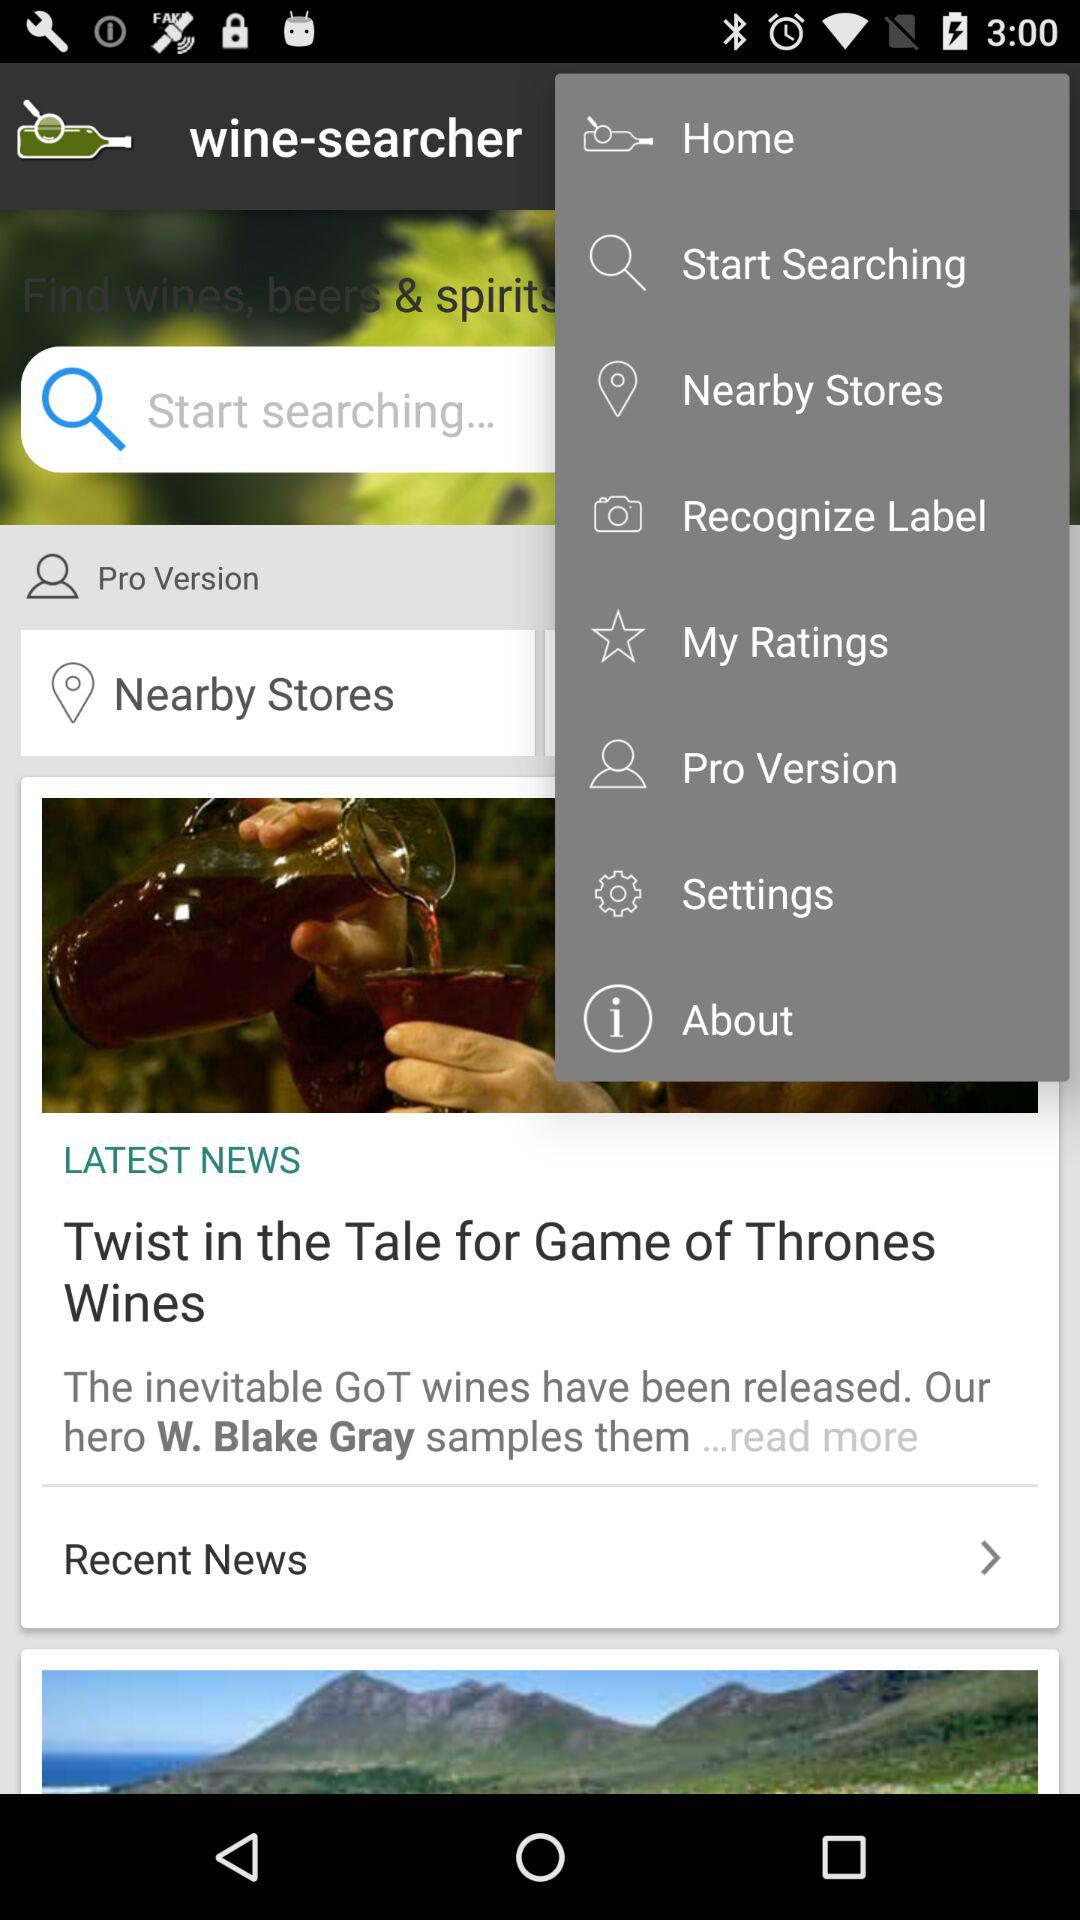 FAKE
3:00
wine-searcher
Find wines, beers & spirits
Start searching...
Pro Version
Nearby Stores
Home
Start Searching
Nearby Stores
Recognize Label
My Ratings
Pro Version
Settings
About
LATEST NEWS
Twist in the Tale for Game of Thrones
Wines
The inevitable GoT wines have been released. Our
hero W. Blake Gray samples them ...read more
Recent News